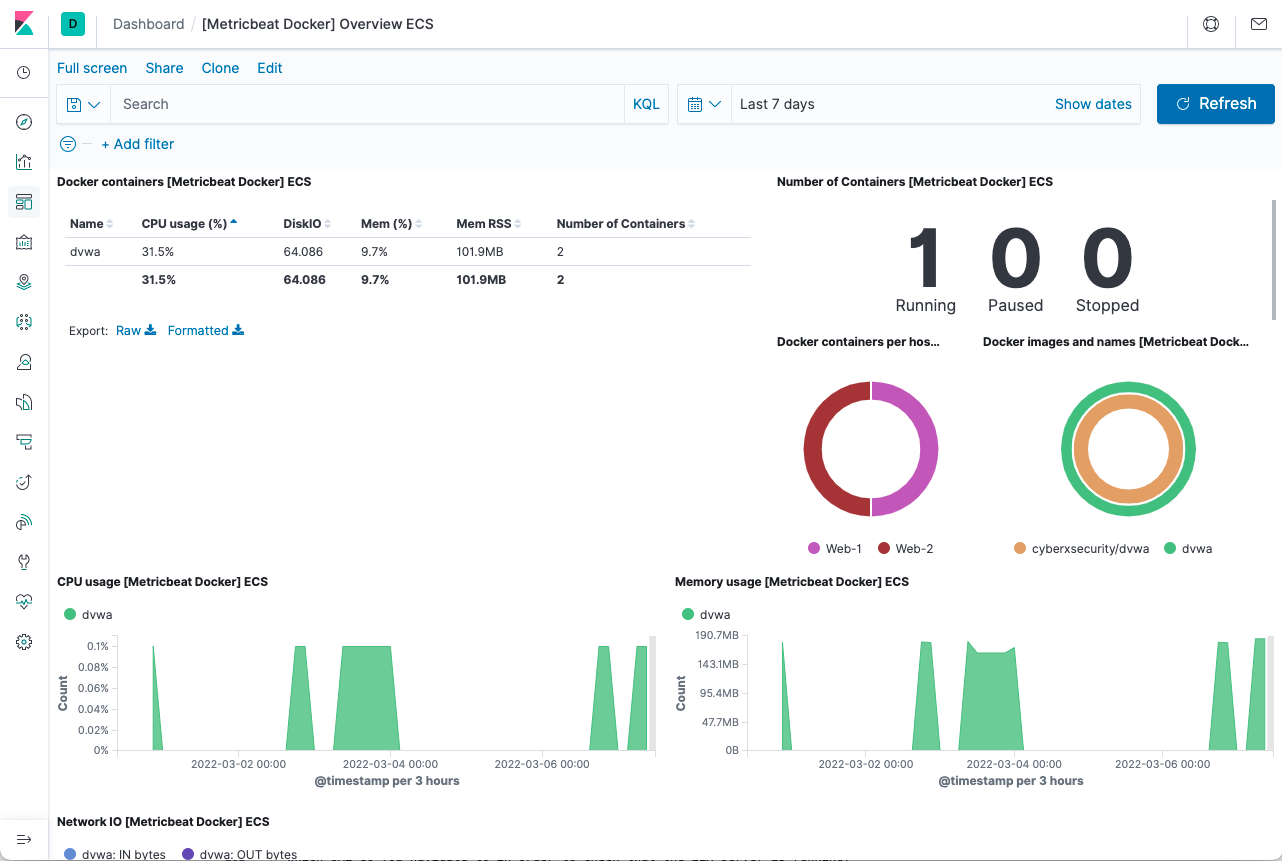 D Dashboard / [Metricbeat Docker] Overview ECS
Full screen Share Clone Edit
Search KQL Last 7 days Show dates Refresh
+ Add filter
Docker containers [Metricbeat Docker] ECS
Name CPU usage (%) DiskIO Mem (%) Mem RSS Number of Containers
dvwa 31.5% 64.086 9.7% 101.9MB 2
31.5% 64.086 9.7% 101.9MB 2
Export: Raw Formatted
Number of Containers [Metricbeat Docker] ECS
1 0 0
Running Paused Stopped
Docker containers per hos...
Web-1 Web-2
Docker images and names [Metricbeat Dock...
cyberxsecurity/dvwa dvwa
CPU usage [Metricbeat Docker] ECS
dvwa
0.1%
0.08%
0.06%
0.04%
0.02%
0%
Count
2022-03-02 00:00 2022-03-04 00:00 2022-03-06 00:00
@timestamp per 3 hours
Memory usage [Metricbeat Docker] ECS
dvwa
190.7MB
143.1MB
95.4MB
47.7MB
0B
Count
2022-03-02 00:00 2022-03-04 00:00 2022-03-06 00:00
@timestamp per 3 hours
Network IO [Metricbeat Docker] ECS
dvwa: IN bytes dvwa: OUT bytes